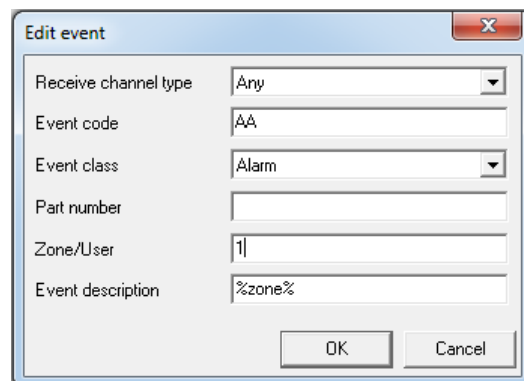 Edit event
Receive channel type Any
Event code AA
Event class Alarm
Part number
Zone/User 1
Event description %zone%
OK Cancel